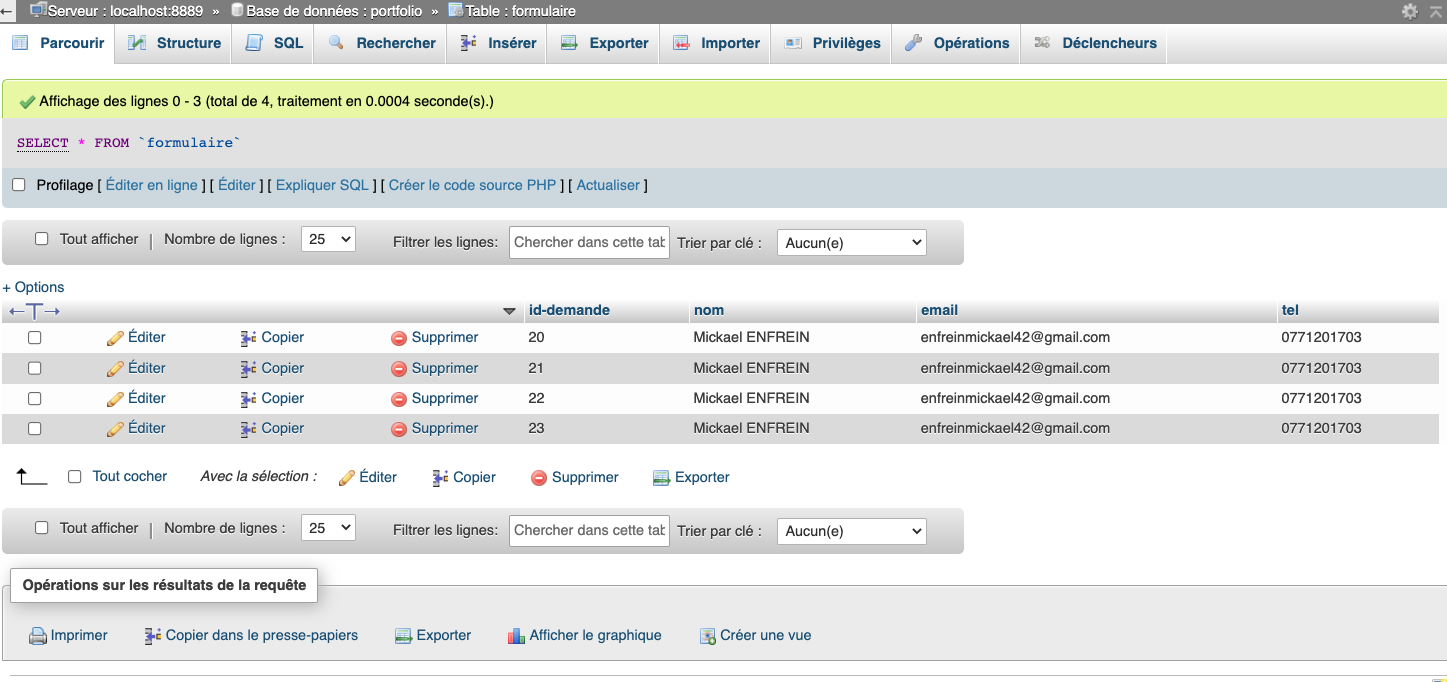 Serveur : localhost:8889 » Base de données : portfolio » Table : formulaire
Parcourir Structure SQL Rechercher Insérer Exporter Importer Privilèges Opérations Déclencheurs
Affichage des lignes 0 - 3 (total de 4, traitement en 0.0004 seconde(s).)
SELECT * FROM `formulaire`
Profilage [ Éditer en ligne ] [ Éditer ] [ Expliquer SQL ] [ Créer le code source PHP ] [ Actualiser ]
Tout afficher | Nombre de lignes : 25 Filtrer les lignes: Chercher dans cette tab Trier par clé : Aucun(e)
+ Options
←T→ id-demande nom email tel
Éditer Copier Supprimer 20 Mickael ENFREIN enfreinmickael42@gmail.com 0771201703
Éditer Copier Supprimer 21 Mickael ENFREIN enfreinmickael42@gmail.com 0771201703
Éditer Copier Supprimer 22 Mickael ENFREIN enfreinmickael42@gmail.com 0771201703
Éditer Copier Supprimer 23 Mickael ENFREIN enfreinmickael42@gmail.com 0771201703
Tout cocher Avec la sélection : Éditer Copier Supprimer Exporter
Tout afficher | Nombre de lignes : 25 Filtrer les lignes: Chercher dans cette tab Trier par clé : Aucun(e)
Opérations sur les résultats de la requête
Imprimer Copier dans le presse-papiers Exporter Afficher le graphique Créer une vue